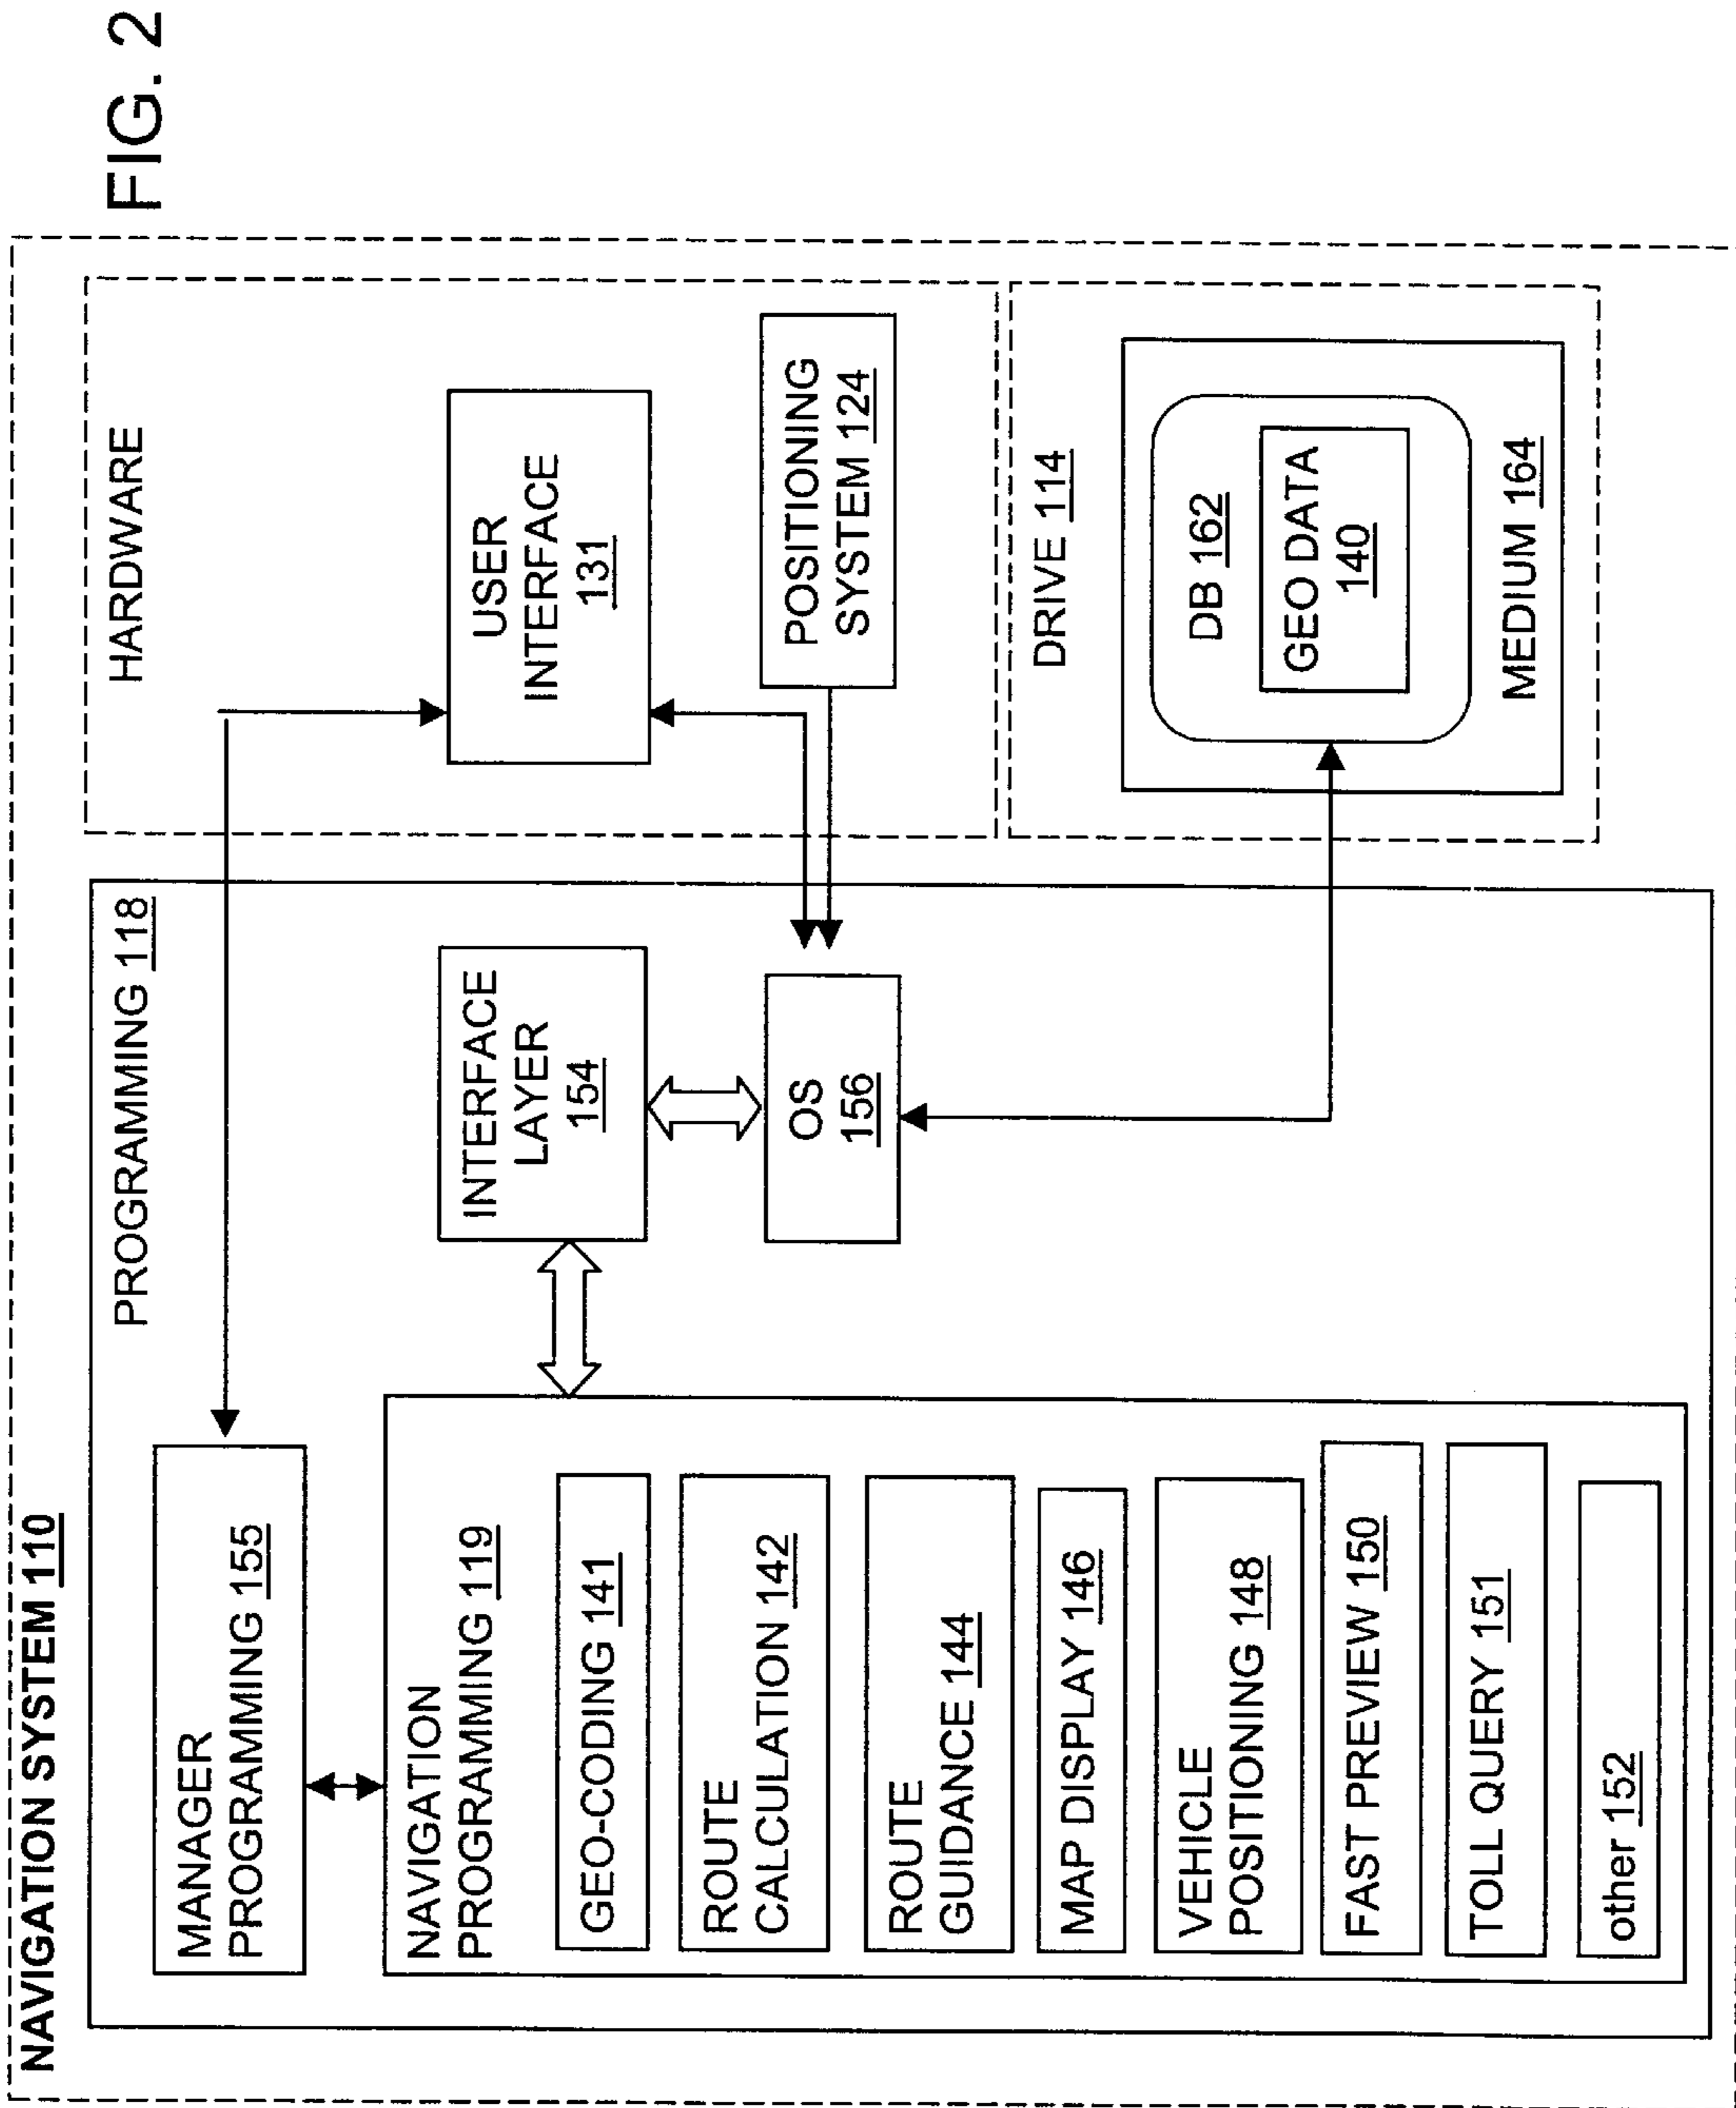 FIG. 2
NAVIGATION SYSTEM 110
PROGRAMMING 118
MANAGER
PROGRAMMING 155
NAVIGATION
PROGRAMING 119
GEO-CODING 141
ROUTE
CALCULATION 142
ROUTE
GUIDANCE 144
MAP DISPLAY 146
VEHICLE
POSITIONING 148
FAST PREVIEW 150
TOLL QUERY 151
other 152
INTERFACE
LAYER
154
OS
156
HARDWARE
USER
INTERFACE
131
POSITIONING
SYSTEM 124
DRIVE 114
DB 162
GEO DATA
140
MEDIUM 164